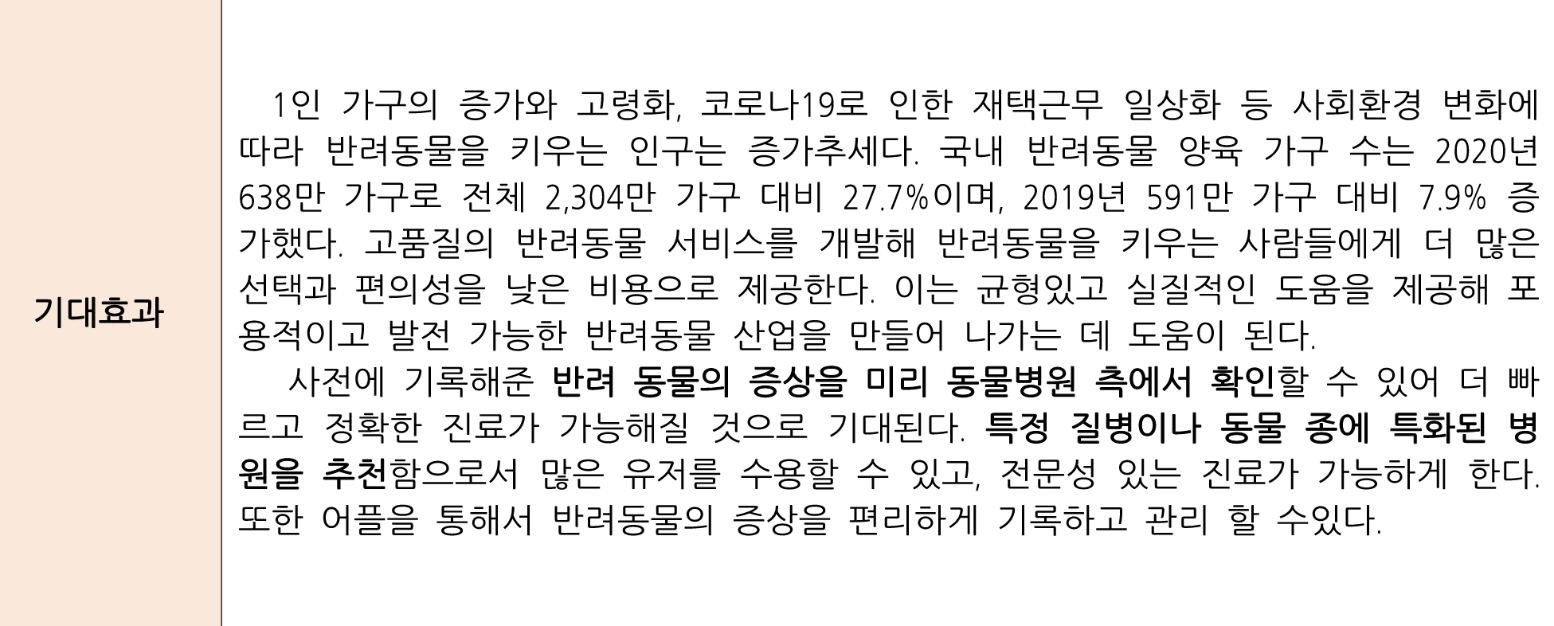 기대효과
1인 가구의 증가와 고령화, 코로나19로 인한 재택근무 일상화 등 사회환경 변화에
따라 반려동물을 키우는 인구는 증가추세다. 국내 반려동물 양육 가구 수는 2020년
638만 가구로 전체 2,304만 가구 대비 27.7%이며, 2019년 591만 가구 대비 7.9% 증
가했다. 고품질의 반려동물 서비스를 개발해 반려동물을 키우는 사람들에게 더 많은
선택과 편의성을 낮은 비용으로 제공한다. 이는 균형있고 실질적인 도움을 제공해 포
용적이고 발전 가능한 반려동물 산업을 만들어 나가는 데 도움이 된다.
사전에 기록해준 반려 동물의 증상을 미리 동물병원 측에서 확인할 수 있어 더 빠
르고 정확한 진료가 가능해질 것으로 기대된다. 특정 질병이나 동물 종에 특화된 병
원을 추천함으로서 많은 유저를 수용할 수 있고, 전문성 있는 진료가 가능하게 한다.
또한 어플을 통해서 반려동물의 증상을 편리하게 기록하고 관리 할 수있다.